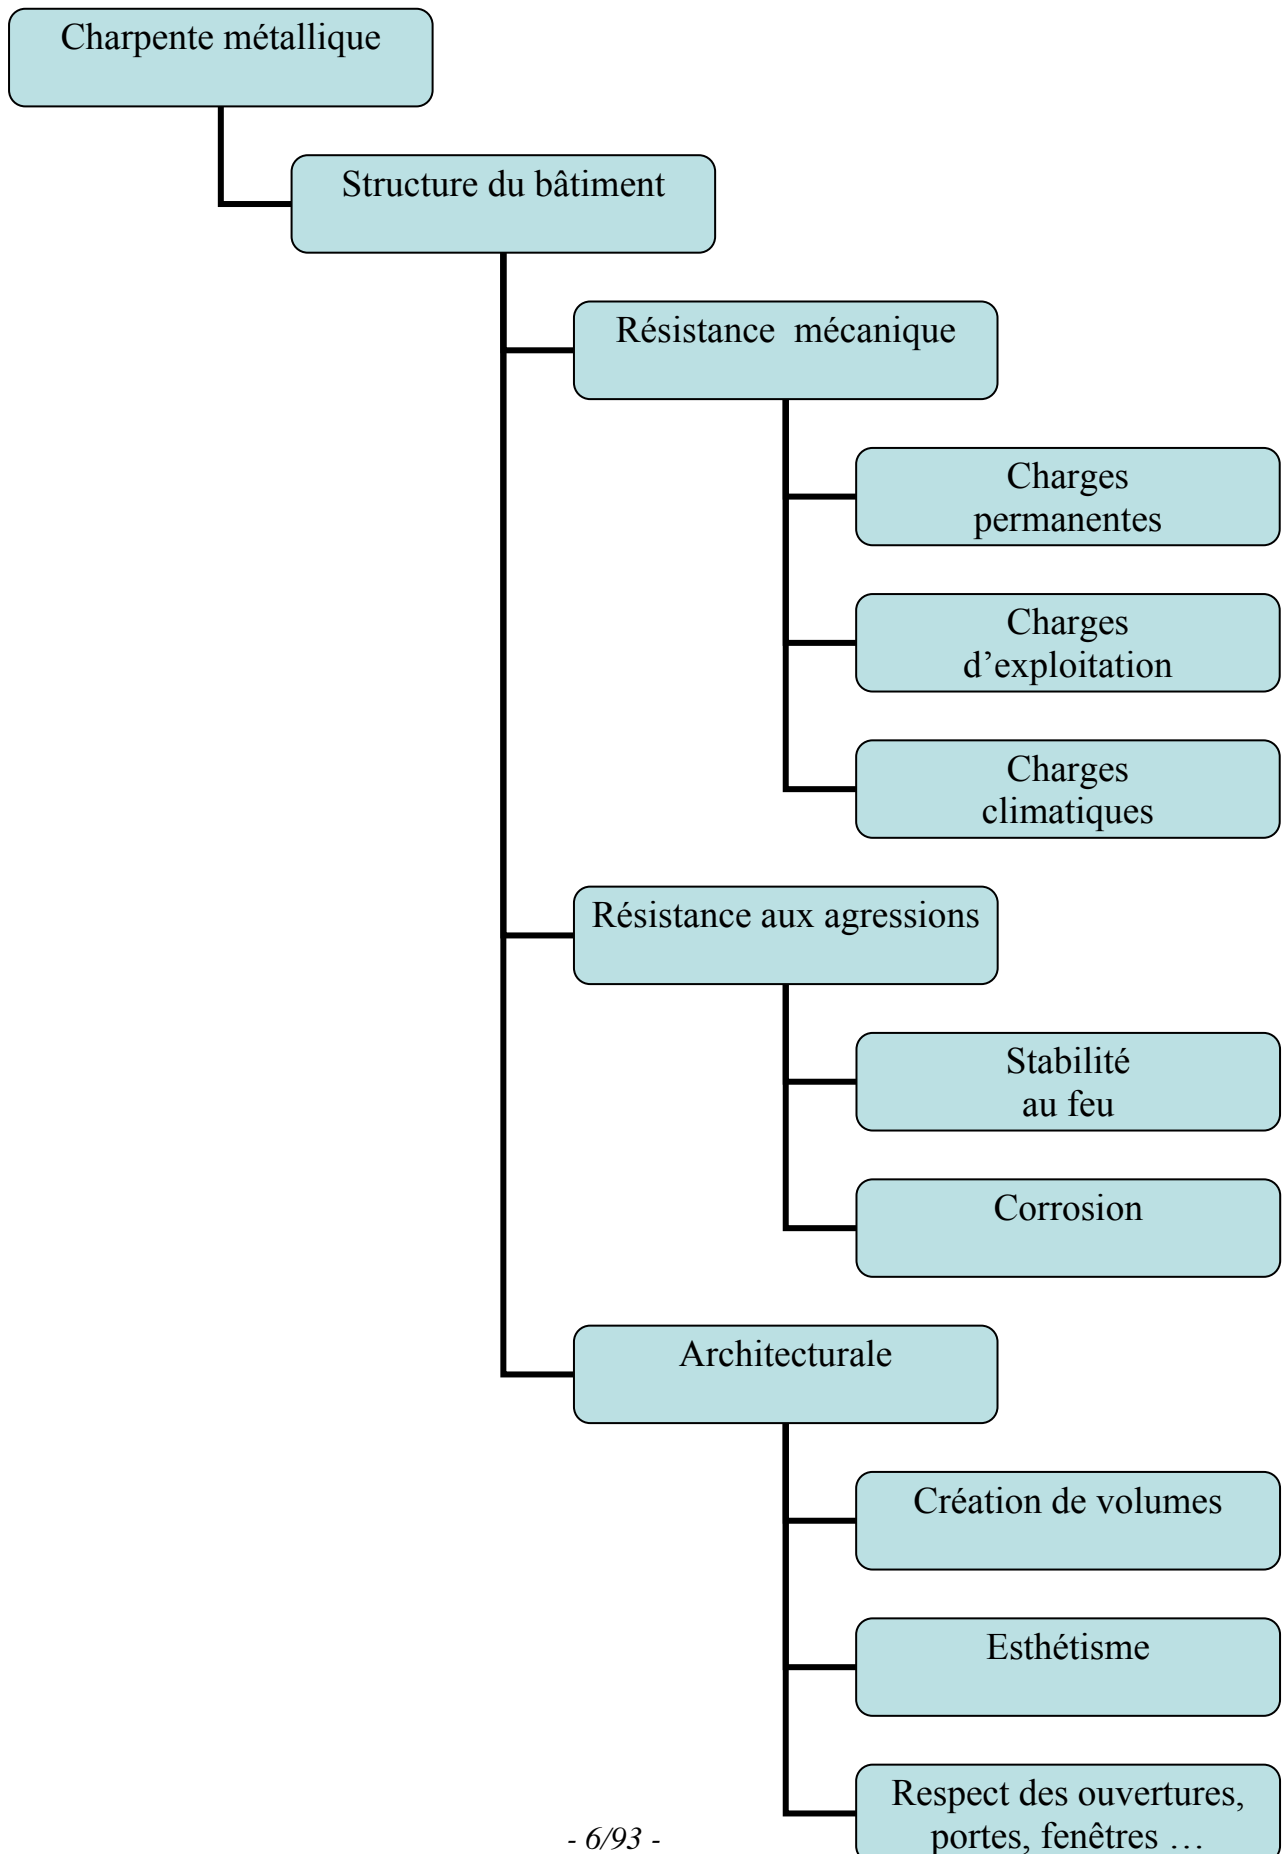 Charpente métallique
Structure du bâtiment
Résistance  mécanique
Charges
permanentes
Charges
d’exploitation
Charges
climatiques
Résistance aux agressions
Stabilité
au feu
Corrosion
Architecturale
Création de volumes
Esthétisme
Respect des ouvertures,
portes, fenêtres …
- 6/93 -